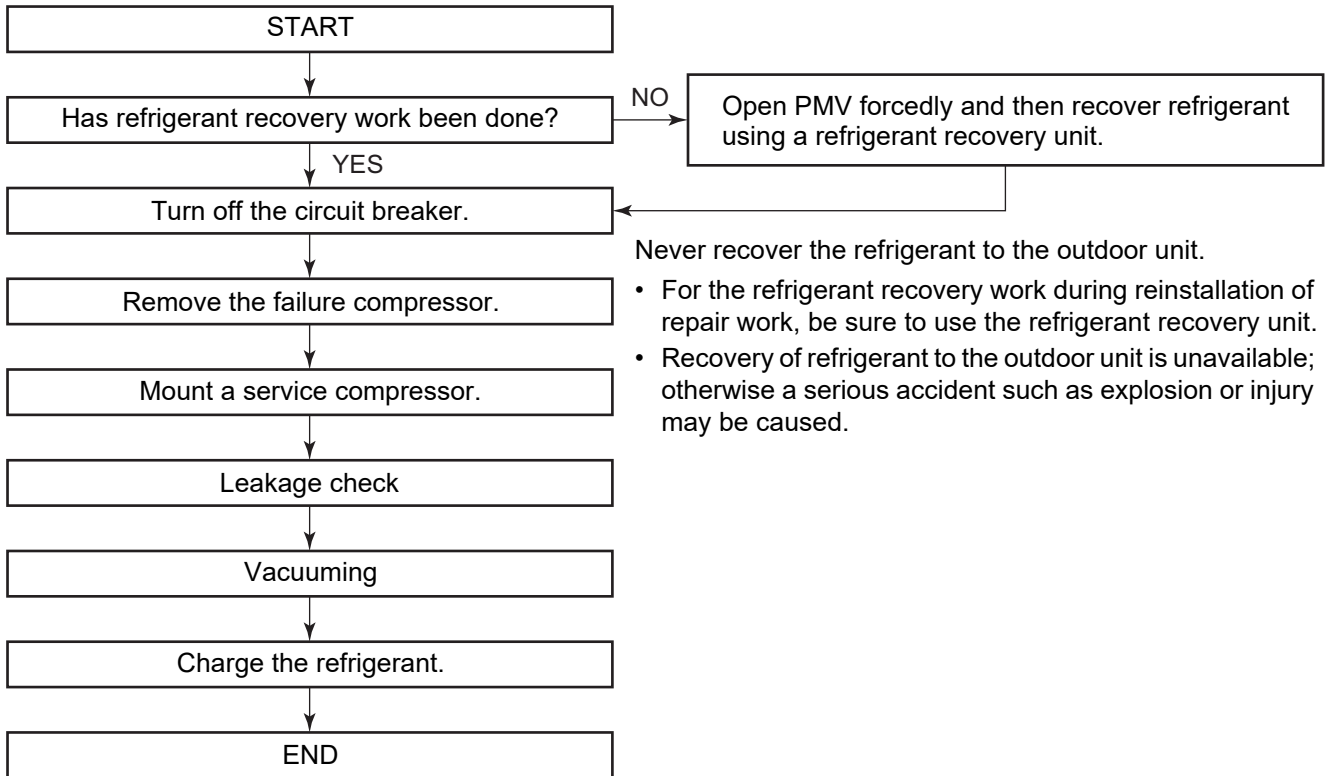 START
Has refrigerant recovery work been done?
NO
Open PMV forcedly and then recover refrigerant
using a refrigerant recovery unit.
YES
Turn off the circuit breaker.
Never recover the refrigerant to the outdoor unit.
• For the refrigerant recovery work during reinstallation of
repair work, be sure to use the refrigerant recovery unit.
• Recovery of refrigerant to the outdoor unit is unavailable;
otherwise a serious accident such as explosion or injury
may be caused.
Remove the failure compressor.
Mount a service compressor.
Leakage check
Vacuuming
Charge the refrigerant.
END